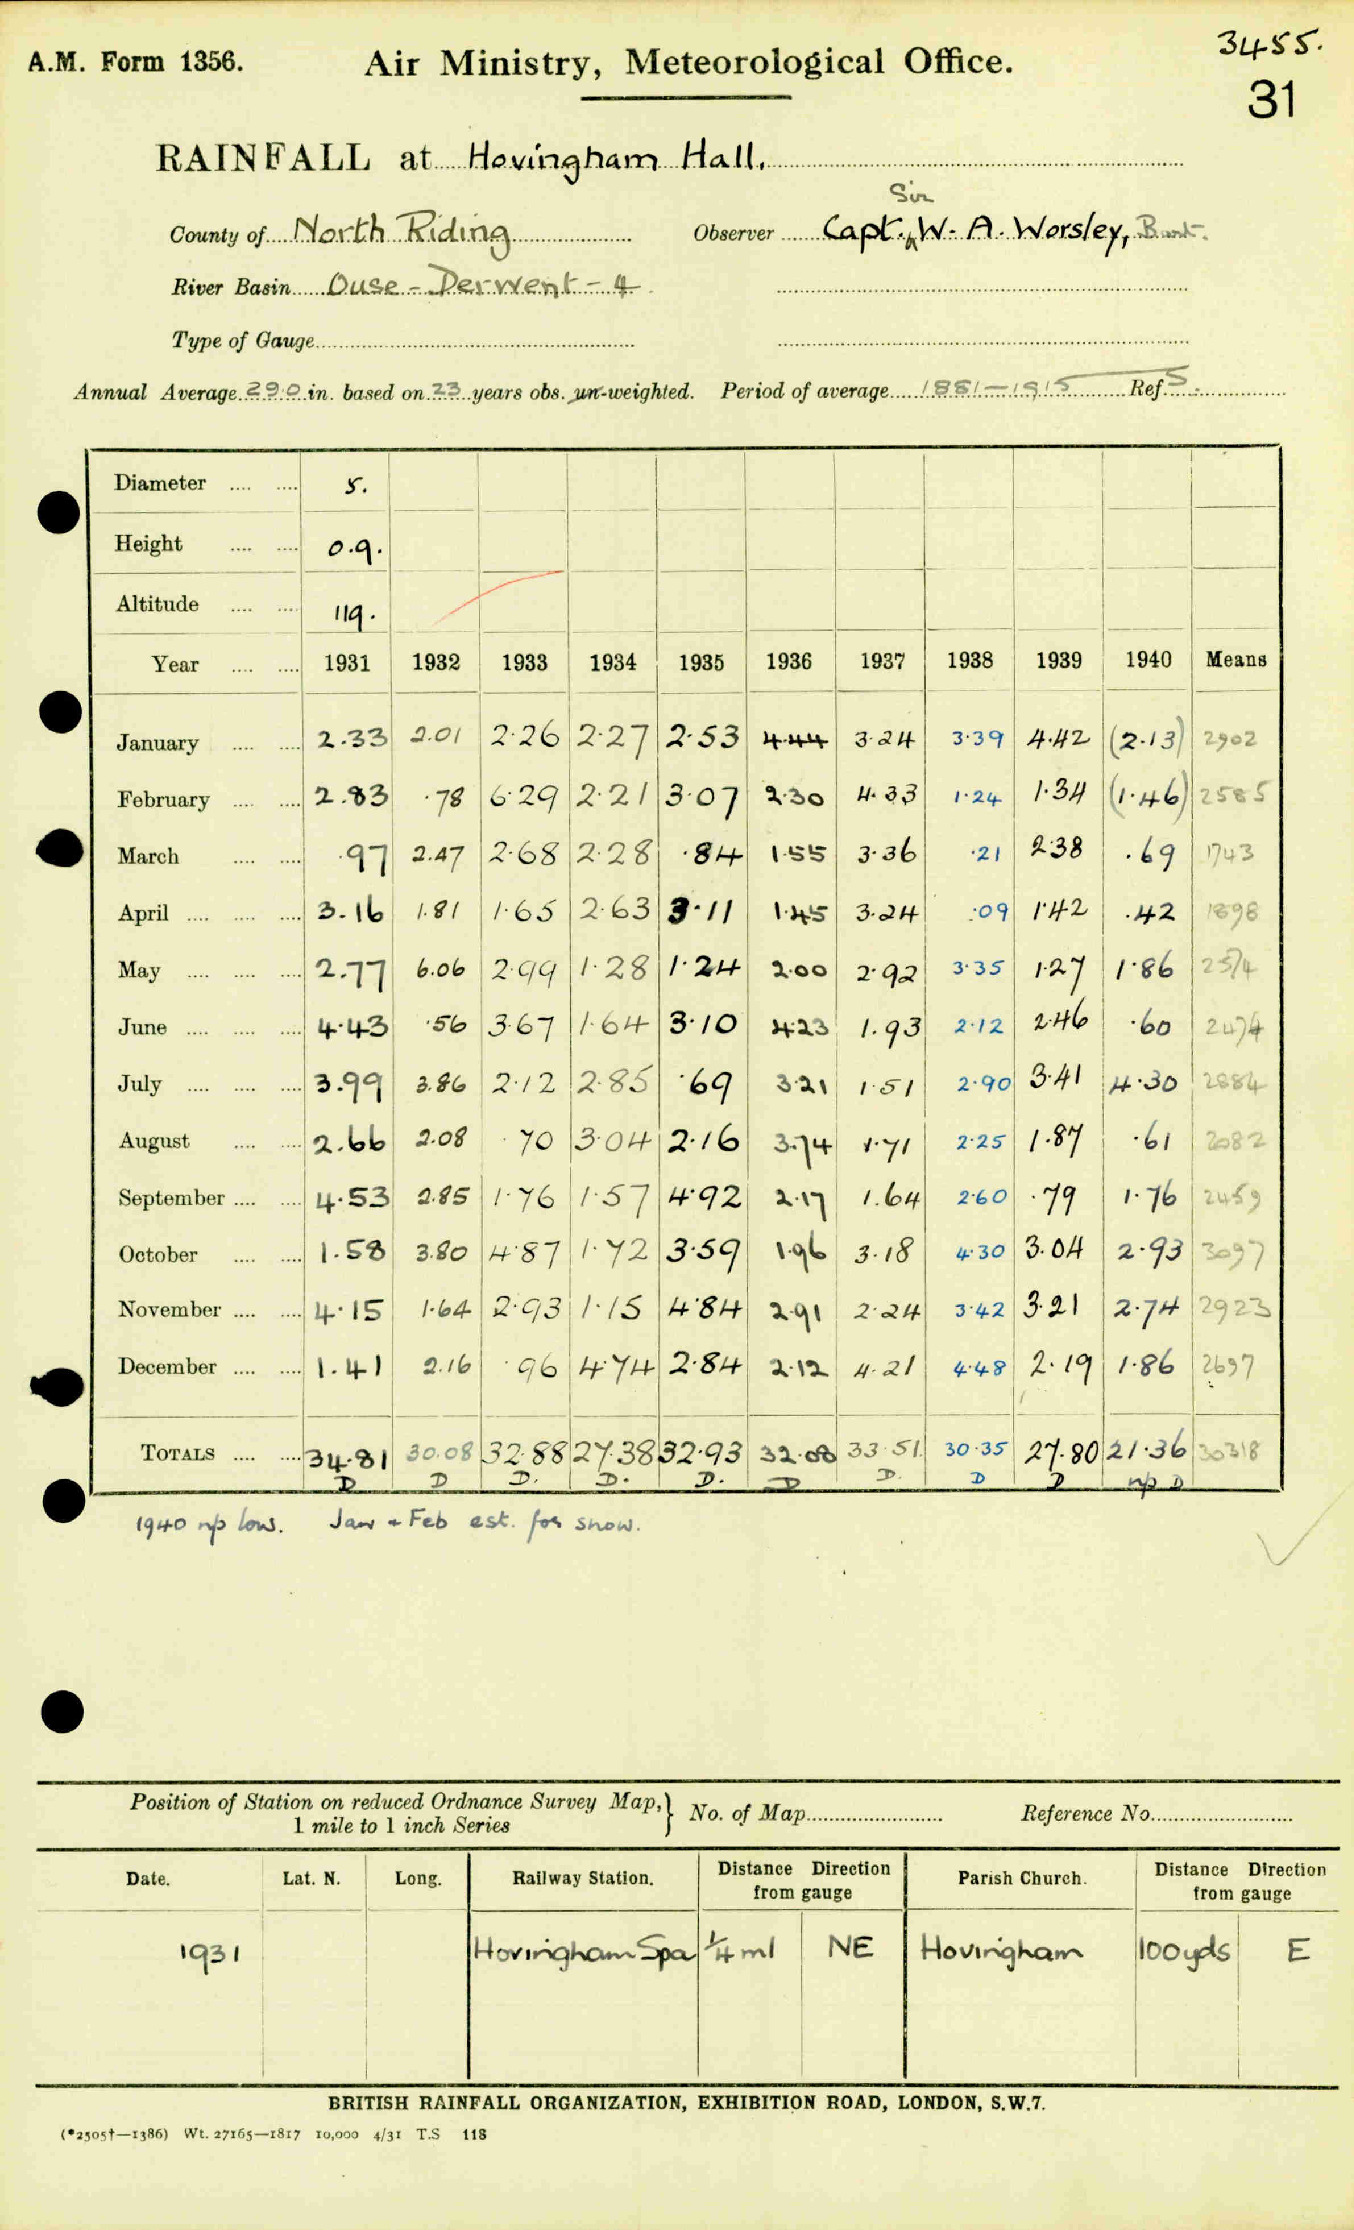 3455.
A.M. Form 1356. Air Ministry, Meteorological Office.
31
RAINFALL at Hovingham Hall.
Sir
County of North Riding Observer Capt. W. A. Worsley, Bart.
River Basin Ouse - Derwent - 4
Type of Gauge
Annual Average 29.0 in. based on 23 years obs. un-weighted. Period of average 1881-1915 Ref. S.
Diameter 5.
Height 0.9.
Altitude 119.
Year 1931 1932 1933 1934 1935 1936 1937 1938 1939 1940 Means
January 2.33 2.01 2.26 2.27 2.53 4.44 3.24 3.39 4.42 (2.13) 2902
February 2.83 .78 6.29 2.21 3.07 2.30 4.33 1.24 1.34 (1.46) 2585
March .97 2.47 2.68 2.28 .84 1.55 3.36 .21 2.38 .69 1743
April 3.16 1.81 1.65 2.63 3.11 1.45 3.24 .09 1.42 .42 1898
May 2.77 6.06 2.99 1.28 1.24 2.00 2.92 3.35 1.27 1.86 2574
June 4.43 .56 3.67 1.64 3.10 4.23 1.93 2.12 2.46 .60 2474
July 3.99 3.86 2.12 2.85 .69 3.21 1.51 2.90 3.41 4.30 2884
August 2.66 2.08 .70 3.04 2.16 3.74 1.71 2.25 1.87 .61 2082
September 4.53 2.85 1.76 1.57 4.92 2.17 1.64 2.60 .79 1.76 2459
October 1.58 3.80 4.87 1.72 3.59 1.96 3.18 4.30 3.04 2.93 3097
November 4.15 1.64 2.93 1.15 4.84 2.91 2.24 3.42 3.21 2.74 2923
December 1.41 2.16 .96 4.74 2.84 2.12 4.21 4.48 2.19 1.86 2697
TOTALS 34.81 30.08 32.88 27.38 32.93 32.08 33.51 30.35 27.80 21.36 30318
D D D. D. D. D D. D D np D
1940 np low. Jan + Feb est. for snow.
Position of Station on reduced Ordnance Survey Map, } No. of Map Reference No.
1 mile to 1 inch Series
Date. Lat. N. Long. Railway Station. Distance Direction from gauge Parish Church. Distance Direction from gauge
1931 Hovingham Spa 1/4 ml NE Hovingham 100yds E
BRITISH RAINFALL ORGANIZATION, EXHIBITION ROAD, LONDON, S.W.7.
(*2505†—1386) Wt. 27165—1817 10,000 4/31 T.S 118